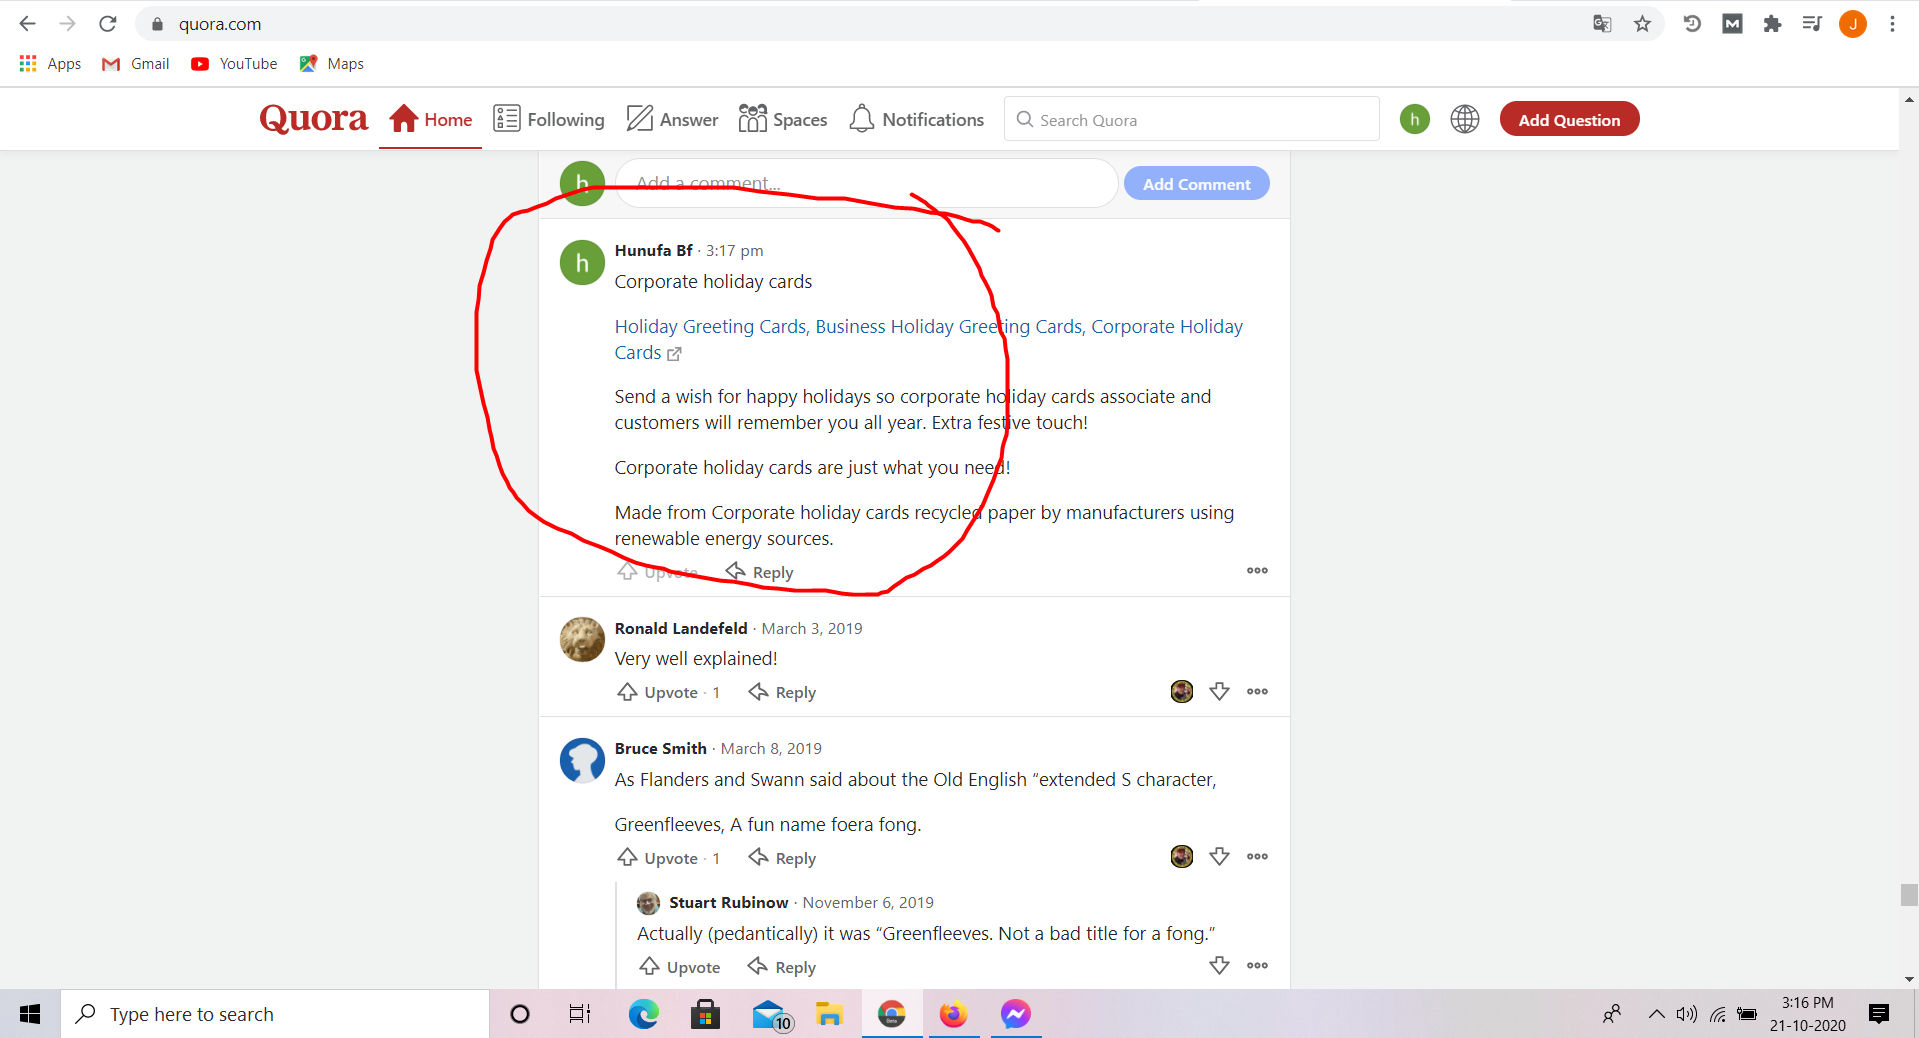 quora.com
Apps Gmail YouTube Maps
J
Quora Home Following Answer Spaces Notifications Search Quora h Add Question
h Add a comment... Add Comment
h Hunufa Bf · 3:17 pm
Corporate holiday cards
Holiday Greeting Cards, Business Holiday Greeting Cards, Corporate Holiday
Cards
Send a wish for happy holidays so corporate holiday cards associate and
customers will remember you all year. Extra festive touch!
Corporate holiday cards are just what you need!
Made from Corporate holiday cards recycled paper by manufacturers using
renewable energy sources.
Upvote Reply
Ronald Landefeld · March 3, 2019
Very well explained!
Upvote · 1 Reply
Bruce Smith · March 8, 2019
As Flanders and Swann said about the Old English “extended S character,
Greenfleeves, A fun name foera fong.
Upvote · 1 Reply
Stuart Rubinow · November 6, 2019
Actually (pedantically) it was “Greenfleeves. Not a bad title for a fong.”
Upvote Reply
Type here to search 10 3:16 PM
21-10-2020